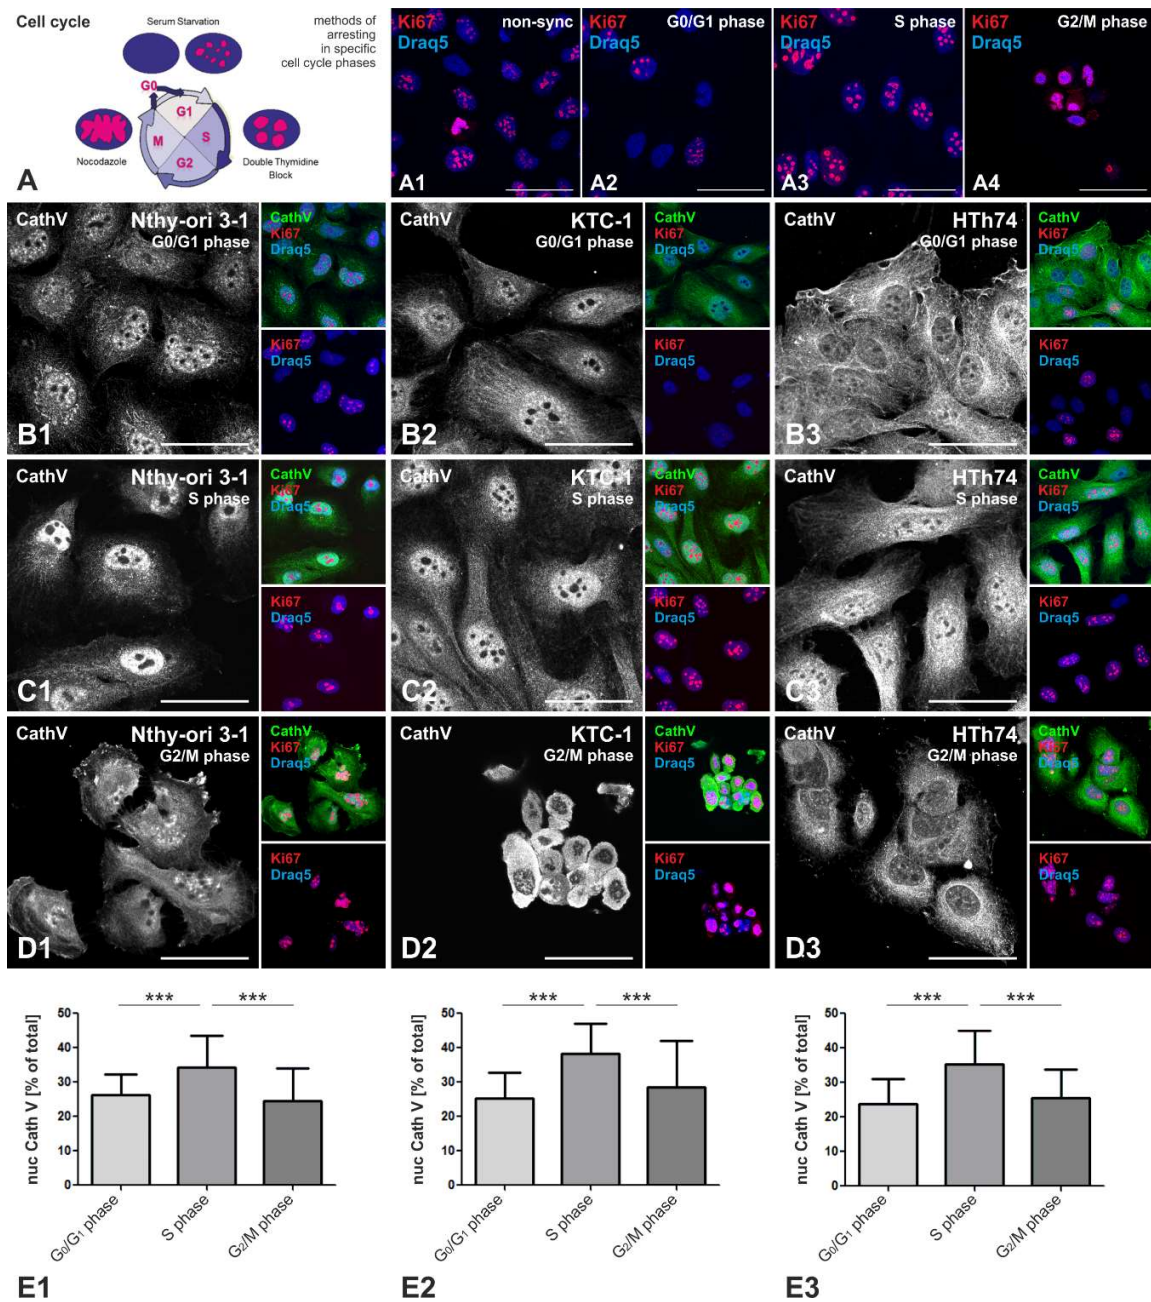 Cell cycle
Serum Starvation
methods of
arresting
in specific
cell cycle phases
G0
G1
M
S
G2
Nocodazole
Double Thymidine
Block
A
Ki67
Draq5
non-sync
A1
Ki67
Draq5
G0/G1 phase
A2
Ki67
Draq5
S phase
A3
Ki67
Draq5
G2/M phase
A4
CathV
Nthy-ori 3-1
G0/G1 phase
B1
CathV
Ki67
Draq5
Ki67
Draq5
CathV
KTC-1
G0/G1 phase
B2
CathV
Ki67
Draq5
Ki67
Draq5
CathV
HTh74
G0/G1 phase
B3
CathV
Ki67
Draq5
Ki67
Draq5
CathV
Nthy-ori 3-1
S phase
C1
CathV
Ki67
Draq5
Ki67
Draq5
CathV
KTC-1
S phase
C2
CathV
Ki67
Draq5
Ki67
Draq5
CathV
HTh74
S phase
C3
CathV
Ki67
Draq5
Ki67
Draq5
CathV
Nthy-ori 3-1
G2/M phase
D1
CathV
Ki67
Draq5
Ki67
Draq5
CathV
KTC-1
G2/M phase
D2
CathV
Ki67
Draq5
Ki67
Draq5
CathV
HTh74
G2/M phase
D3
CathV
Ki67
Draq5
Ki67
Draq5
nuc Cath V [% of total]
50
40
30
20
10
0
*** ***
G₀/G₁ phase
S phase
G₂/M phase
E1
nuc Cath V [% of total]
50
40
30
20
10
0
*** ***
G₀/G₁ phase
S phase
G₂/M phase
E2
nuc Cath V [% of total]
50
40
30
20
10
0
*** ***
G₀/G₁ phase
S phase
G₂/M phase
E3